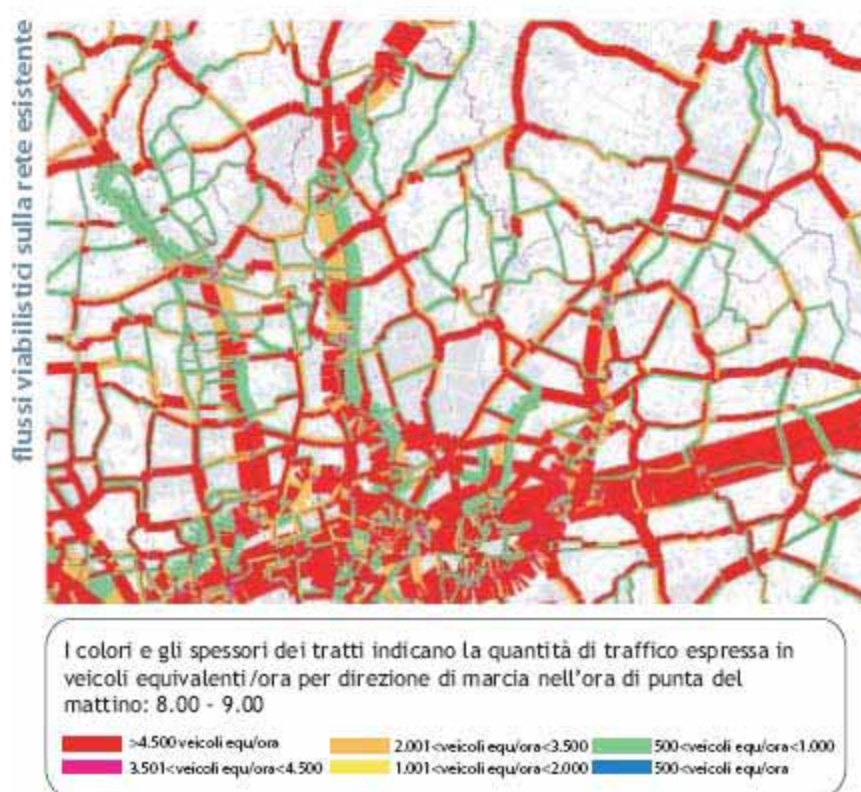 flussi viabilistici sulla rete esistente
I colori e gli spessori dei tratti indicano la quantità di traffico espressa in
veicoli equivalenti/ora per direzione di marcia nell'ora di punta del
mattino: 8.00 - 9.00
>4.500 veicoli equ/ora
2.001<veicoli equ/ora<3.500
500<veicoli equ/ora<1.000
3.501<veicoli equ/ora<4.500
1.001<veicoli equ/ora<2.000
500<veicoli equ/ora